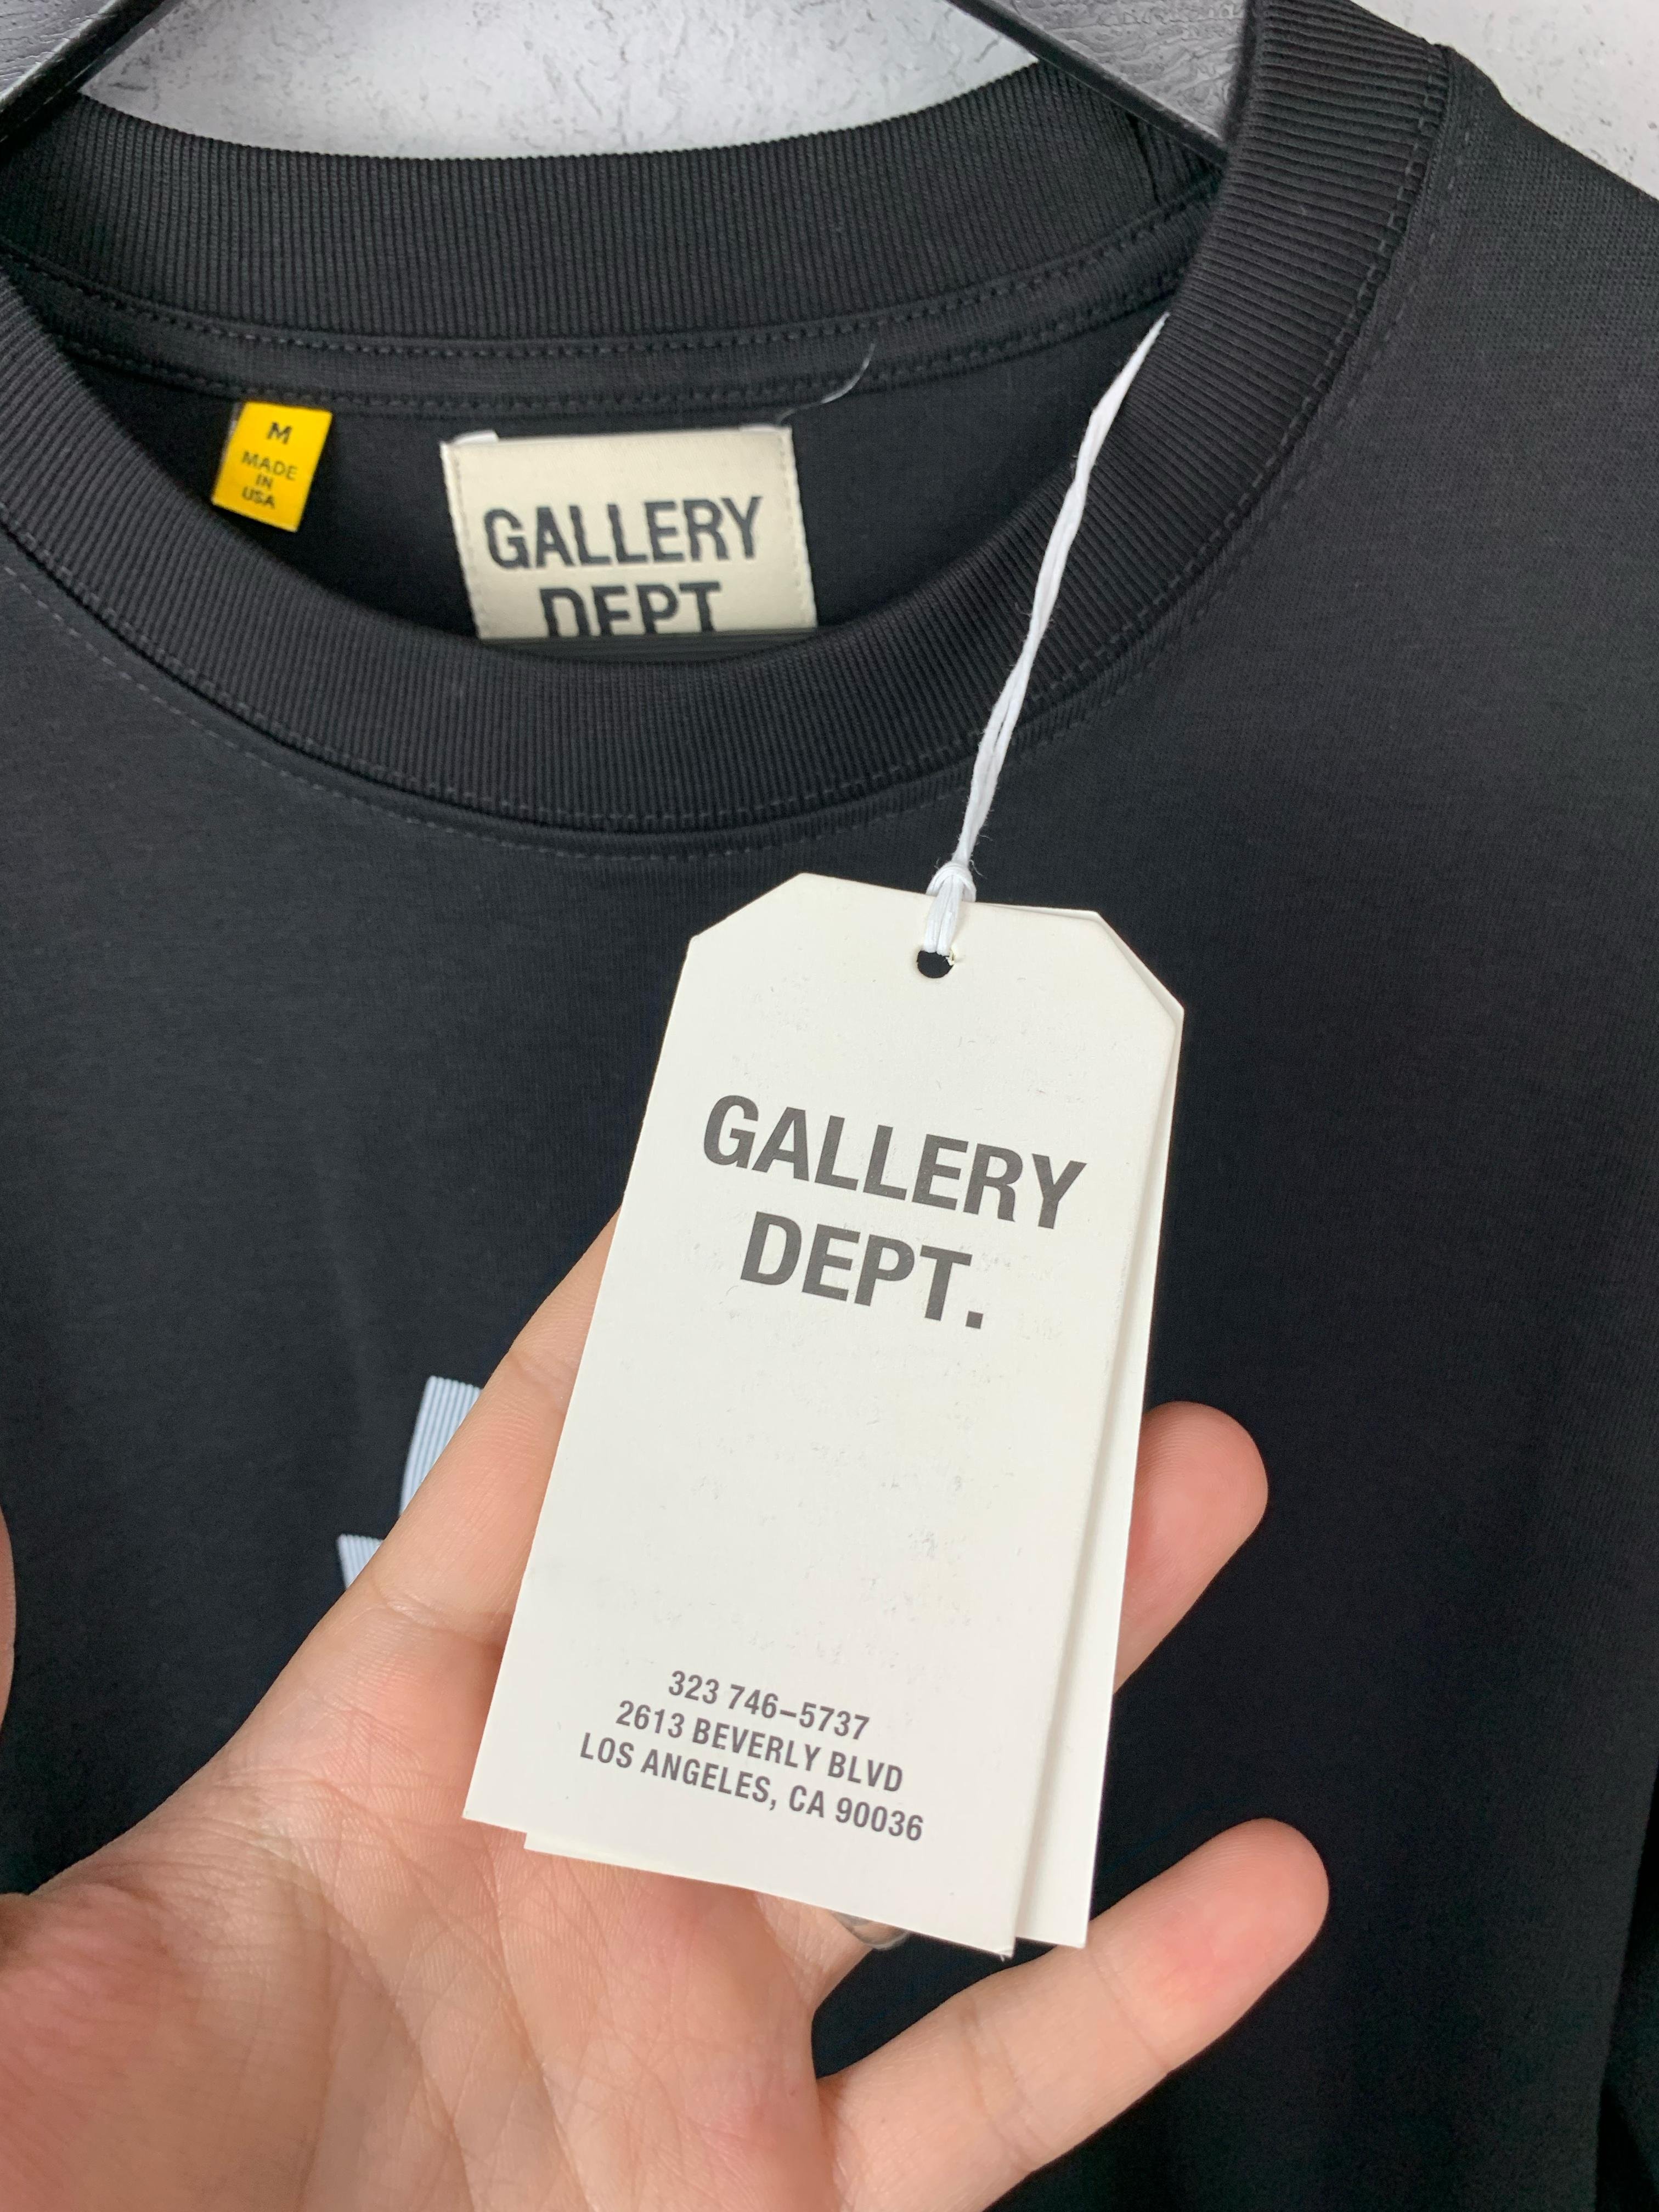 M
MADE
IN
USA
GALLERY
DEPT
GALLERY
DEPT.
323 746–5737
2613 BEVERLY BLVD
LOS ANGELES, CA 90036